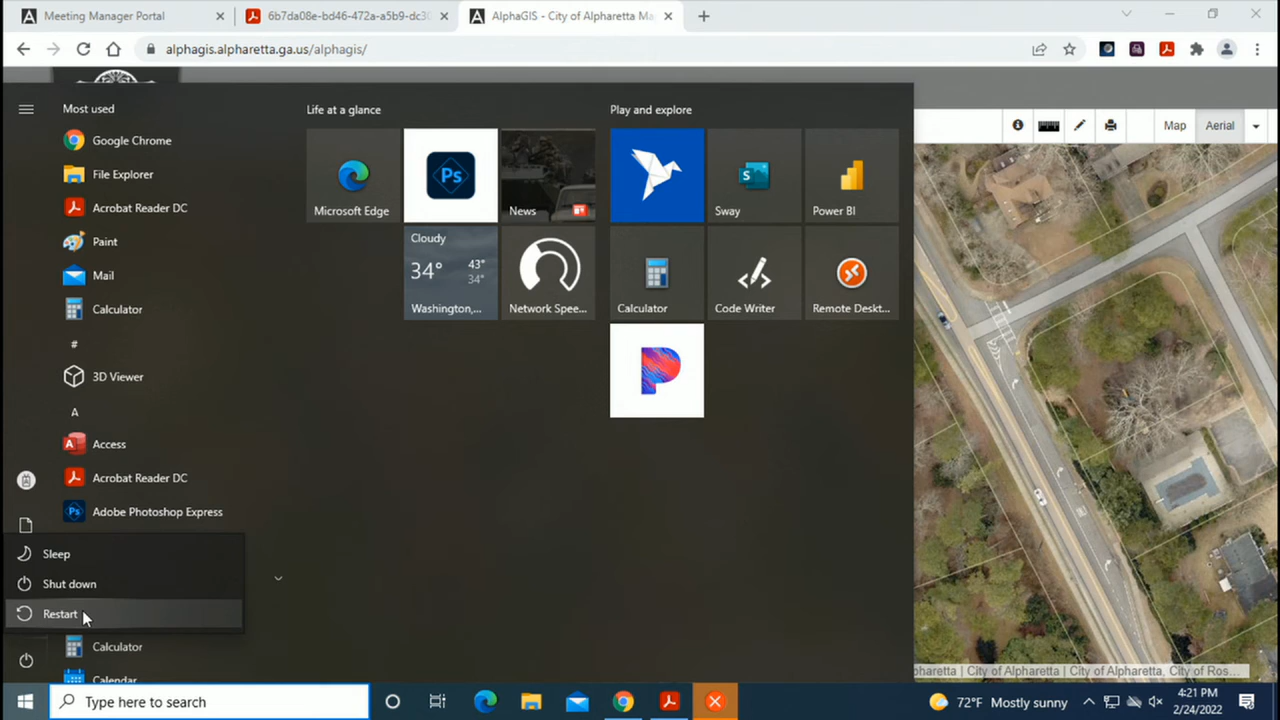 Meeting Manager Portal
6b7da08e-bd46-472a-a5b9-dc30
AlphaGIS - City of Alpharetta Ma
alphagis.alpharetta.ga.us/alphagis/
Map
Aerial
Most used
Google Chrome
File Explorer
Acrobat Reader DC
Paint
Mail
Calculator
#
3D Viewer
A
Access
Acrobat Reader DC
Adobe Photoshop Express
Sleep
Shut down
Restart
Calculator
Calendar
Life at a glance
Microsoft Edge
Ps
News
Cloudy
34°
43°
34°
Washington,...
Network Spee...
Play and explore
Sway
Power BI
Calculator
Code Writer
Remote Deskt...
pharetta | City of Alpharetta | City of Alpharetta, City of Ros...
Type here to search
72°F Mostly sunny
4:21 PM
2/24/2022